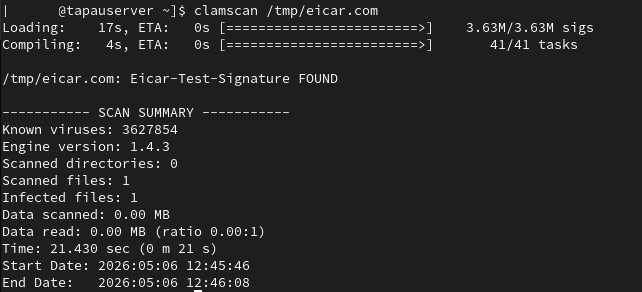 |      @tapauserver ~]$ clamscan /tmp/eicar.com
Loading:    17s, ETA:   0s [========================>]    3.63M/3.63M sigs
Compiling:   4s, ETA:   0s [========================>]       41/41 tasks
/tmp/eicar.com: Eicar-Test-Signature FOUND
----------- SCAN SUMMARY -----------
Known viruses: 3627854
Engine version: 1.4.3
Scanned directories: 0
Scanned files: 1
Infected files: 1
Data scanned: 0.00 MB
Data read: 0.00 MB (ratio 0.00:1)
Time: 21.430 sec (0 m 21 s)
Start Date: 2026:05:06 12:45:46
End Date:   2026:05:06 12:46:08